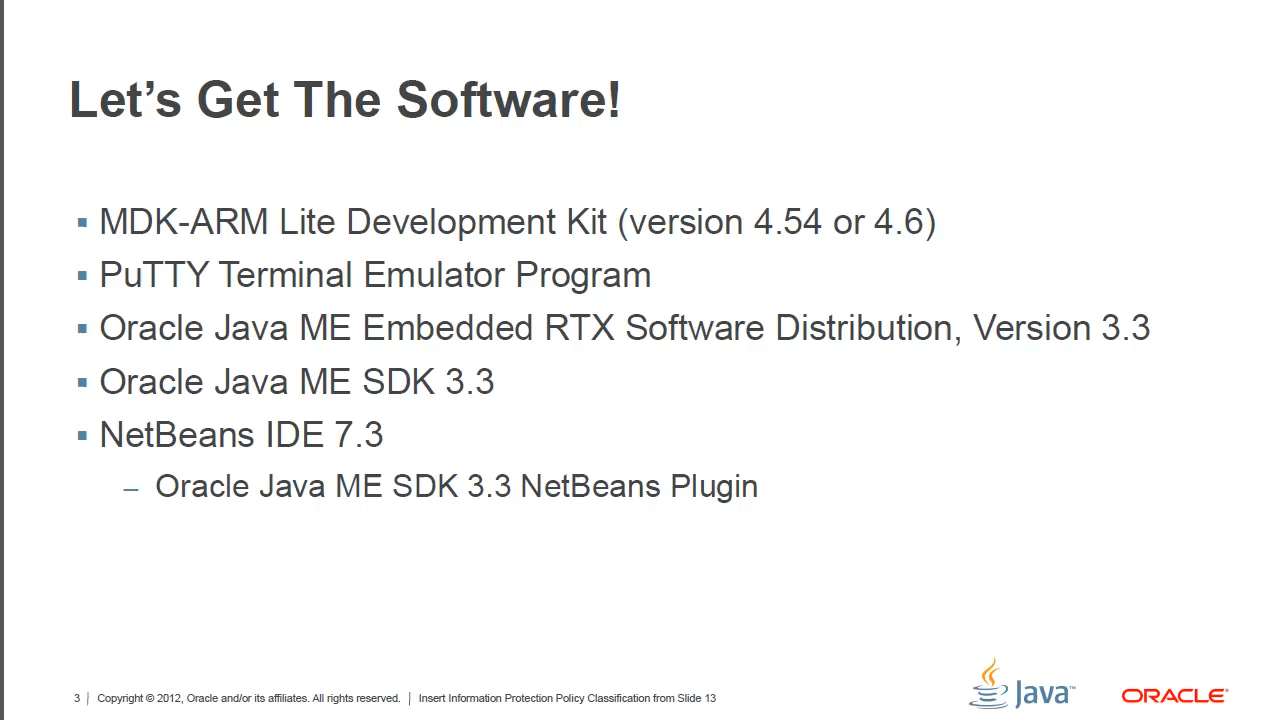 Let’s Get The Software!
▪ MDK-ARM Lite Development Kit (version 4.54 or 4.6)
▪ PuTTY Terminal Emulator Program
▪ Oracle Java ME Embedded RTX Software Distribution, Version 3.3
▪ Oracle Java ME SDK 3.3
▪ NetBeans IDE 7.3
– Oracle Java ME SDK 3.3 NetBeans Plugin
3 | Copyright © 2012, Oracle and/or its affiliates. All rights reserved. | Insert Information Protection Policy Classification from Slide 13
Java™
ORACLE®